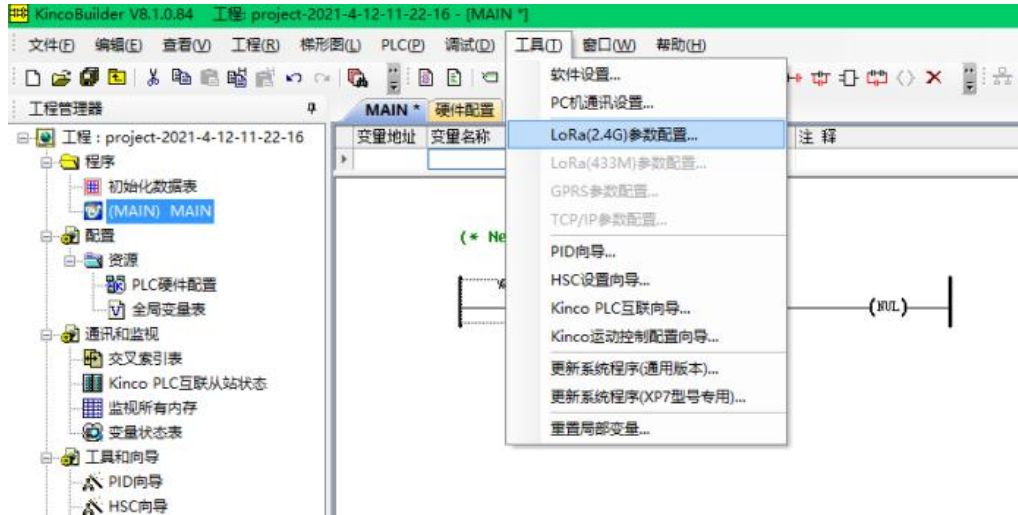 KincoBuilder V8.1.0.84 工程: project-2021-4-12-11-22-16 - [MAIN *]
文件(F) 编辑(E) 查看(V) 工程(R) 梯形图(L) PLC(P) 调试(D) 工具(T) 窗口(W) 帮助(H)
工程管理器
MAIN * 硬件配置
变量地址 变量名称 注 释
工程：project-2021-4-12-11-22-16
程序
初始化数据表
(MAIN) MAIN
配置
资源
PLC硬件配置
全局变量表
通讯和监视
交叉索引表
Kinco PLC互联从站状态
监视所有内存
变量状态表
工具和向导
PID向导
HSC向导
软件设置...
PC机通讯设置...
LoRa(2.4G)参数配置...
LoRa(433M)参数配置...
GPRS参数配置...
TCP/IP参数配置...
PID向导...
HSC设置向导...
Kinco PLC互联向导...
Kinco运动控制配置向导...
更新系统程序(通用版本)...
更新系统程序(XP7型号专用)...
重置局部变量...
(* Ne
(NUL)